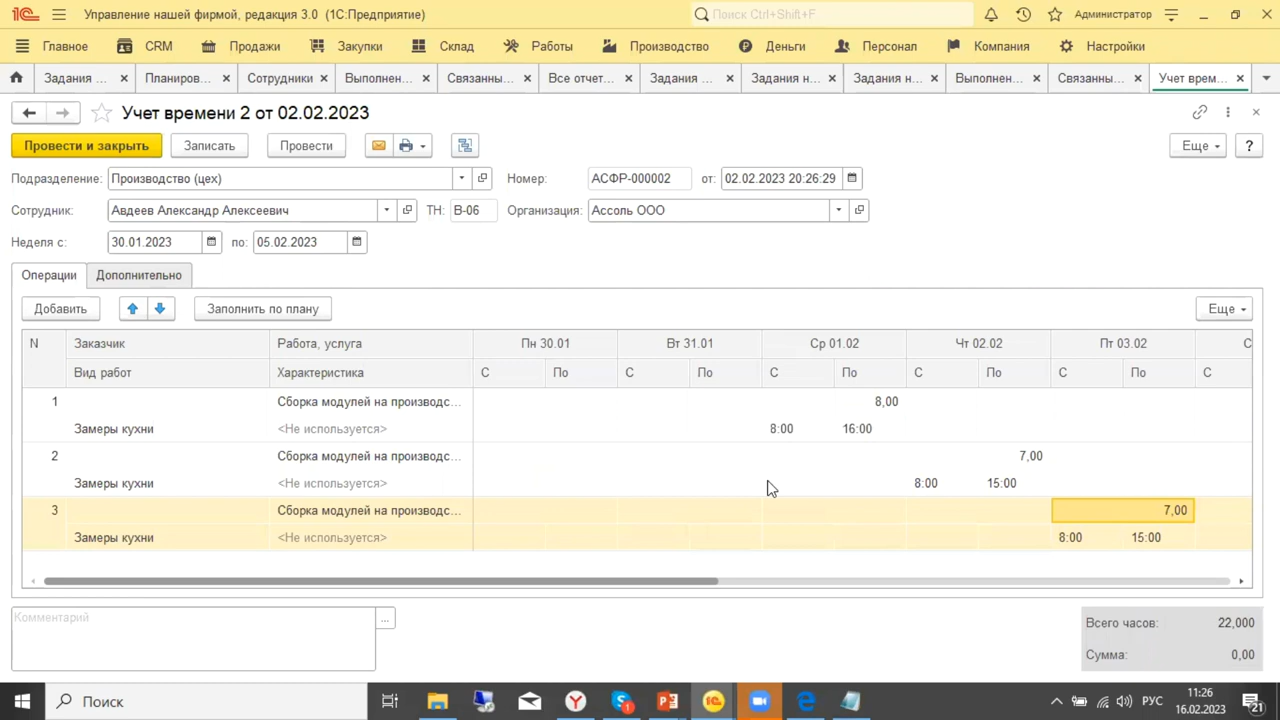 Управление нашей фирмой, редакция 3.0 (1С:Предприятие)
Поиск Ctrl+Shift+F
Администратор
Главное CRM Продажи Закупки Склад Работы Производство Деньги Персонал Компания Настройки
Задания ... Планиров... Сотрудники Выполнен... Связанны... Все отчет... Задания ... Задания н... Задания н... Выполнен... Связанны... Учет врем...
Учет времени 2 от 02.02.2023
Провести и закрыть Записать Провести Еще ?
Подразделение: Производство (цех) Номер: АСФР-000002 от: 02.02.2023 20:26:29
Сотрудник: Авдеев Александр Алексеевич ТН: В-06 Организация: Ассоль ООО
Неделя с: 30.01.2023 по: 05.02.2023
Операции Дополнительно
Добавить Заполнить по плану Еще
N Заказчик Работа, услуга Пн 30.01 Вт 31.01 Ср 01.02 Чт 02.02 Пт 03.02 С
Вид работ Характеристика С По С По С По С По С По С
1 Сборка модулей на производс... 8,00
Замеры кухни <Не используется> 8:00 16:00
2 Сборка модулей на производс... 7,00
Замеры кухни <Не используется> 8:00 15:00
3 Сборка модулей на производс... 7,00
Замеры кухни <Не используется> 8:00 15:00
Комментарий ...
Всего часов: 22,000
Сумма: 0,00
Поиск
РУС
11:26
16.02.2023
21